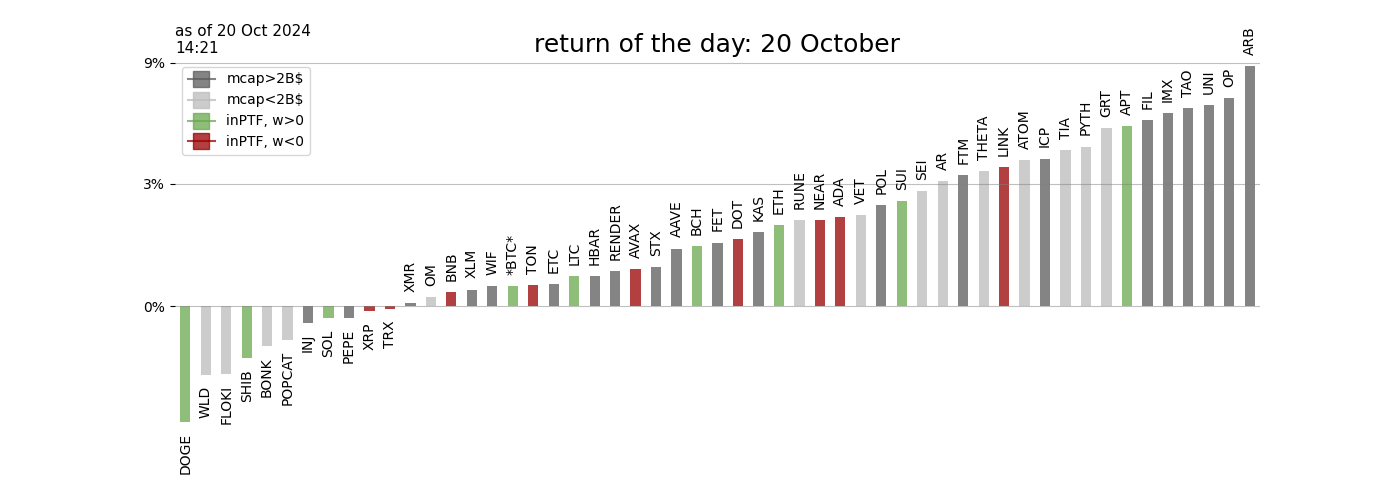 as of 20 Oct 2024
14:21
return of the day: 20 October
9%
3%
0%
mcap>2B$
mcap<2B$
inPTF, w>0
inPTF, w<0
DOGE
WLD
FLOKI
SHIB
BONK
POPCAT
INJ
SOL
PEPE
XRP
TRX
XMR
OM
BNB
XLM
WIF
*BTC*
TON
ETC
LTC
HBAR
RENDER
AVAX
STX
AAVE
BCH
FET
DOT
KAS
ETH
RUNE
NEAR
ADA
VET
POL
SUI
SEI
AR
FTM
THETA
LINK
ATOM
ICP
TIA
PYTH
GRT
APT
FIL
IMX
TAO
UNI
OP
ARB